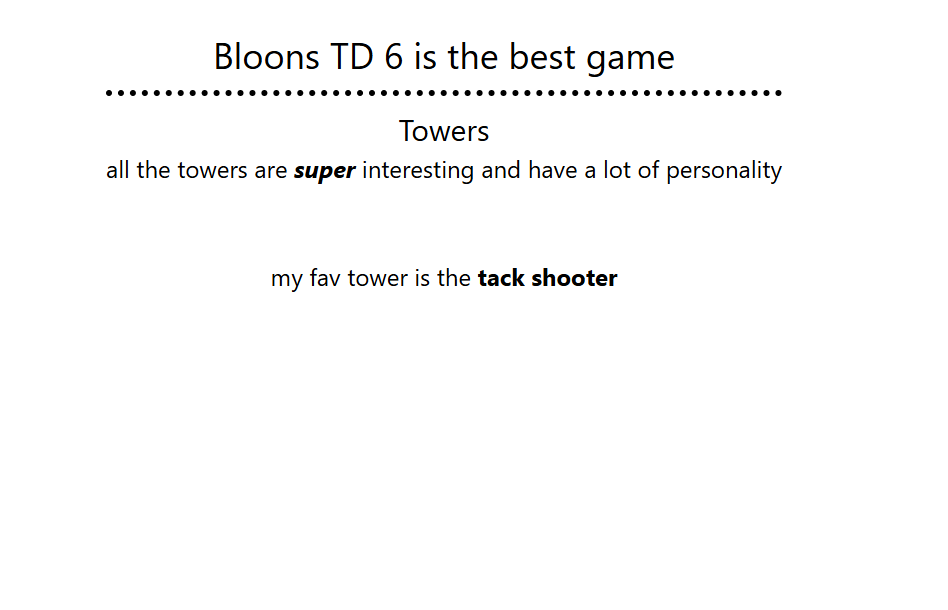 Bloons TD 6 is the best game
Towers
all the towers are super interesting and have a lot of personality
my fav tower is the tack shooter